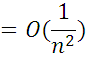 = O(1/n²)